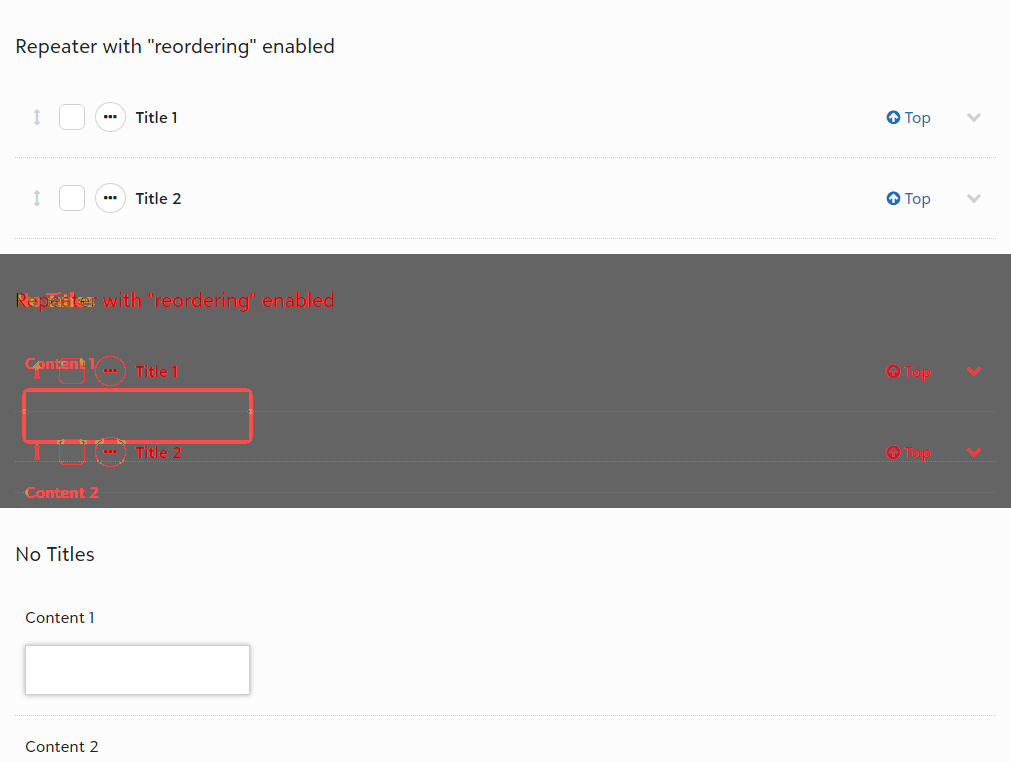 Repeater with "reordering" enabled
Title 1 Top
Title 2 Top
Repeater with "reordering" enabled
No Titles
Content 1
Title 1 Top
Title 2 Top
Content 2
No Titles
Content 1
Content 2